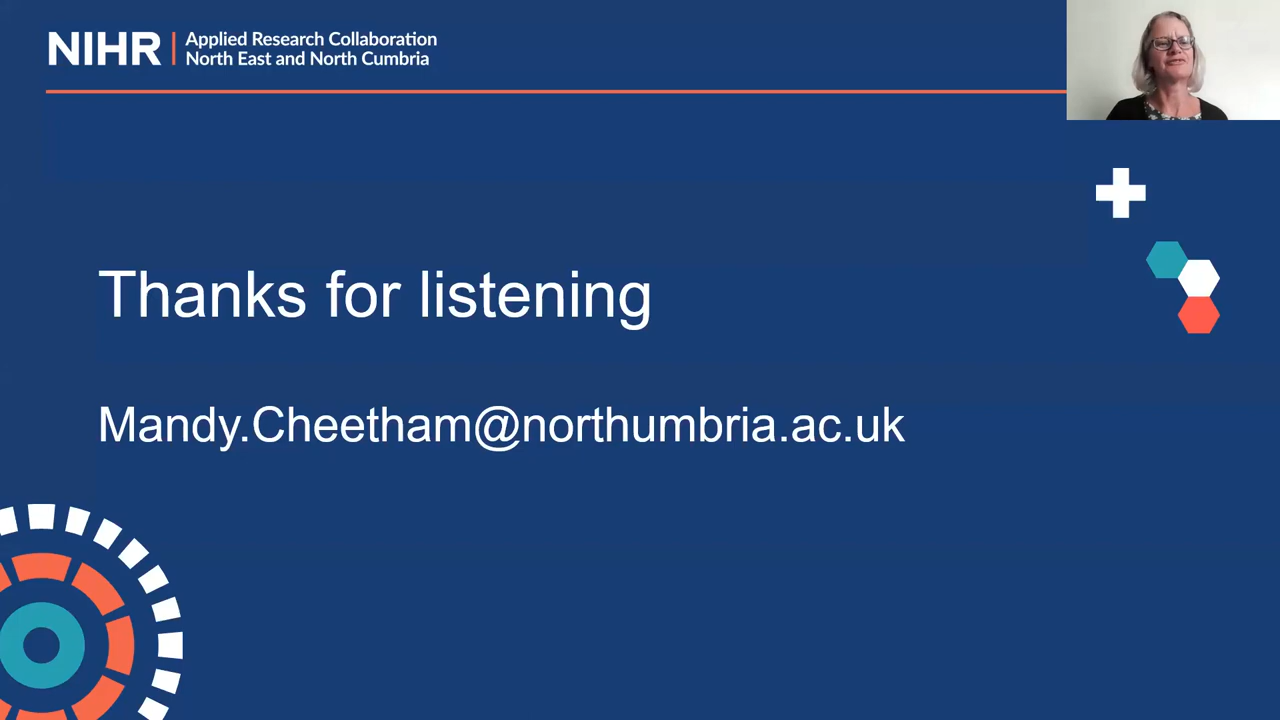 NIHR
Applied Research Collaboration
North East and North Cumbria
Thanks for listening
Mandy.Cheetham@northumbria.ac.uk